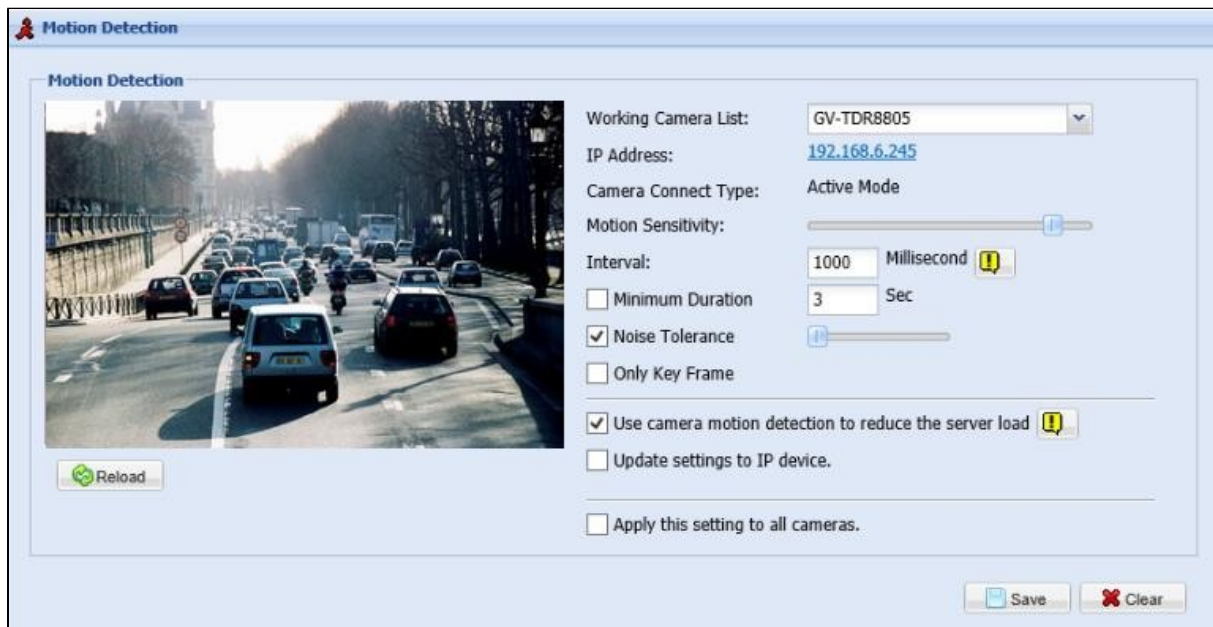 Motion Detection
Motion Detection
Working Camera List: GV-TDR8805
IP Address: 192.168.6.245
Camera Connect Type: Active Mode
Motion Sensitivity:
Interval: 1000 Millisecond
Minimum Duration 3 Sec
Noise Tolerance
Only Key Frame
Use camera motion detection to reduce the server load
Update settings to IP device.
Reload
Apply this setting to all cameras.
Save Clear